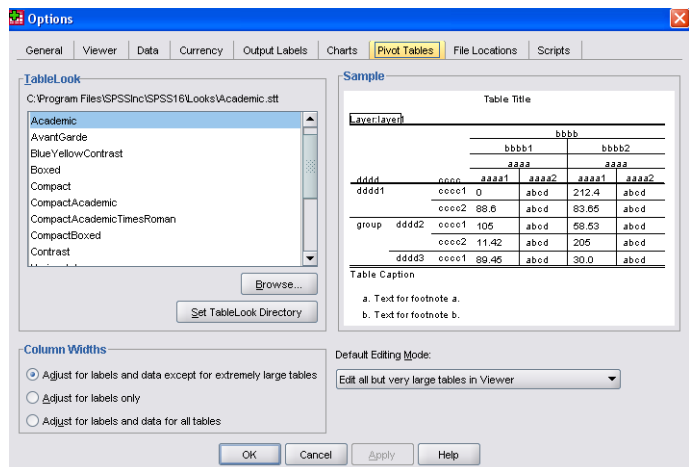 Options
General Viewer Data Currency Output Labels Charts Pivot Tables File Locations Scripts
TableLook
C:\Program Files\SPSSInc\SPSS16\Looks\Academic.stt
Academic
AvantGarde
BlueYellowContrast
Boxed
Compact
CompactAcademic
CompactAcademicTimesRoman
CompactBoxed
Contrast
Browse...
Set TableLook Directory
Sample
Table Title
Layer:layer1
bbbb
bbbb1 bbbb2
aaaa aaaa
dddd cccc aaaa1 aaaa2 aaaa1 aaaa2
dddd1 cccc1 0 abcd 212.4 abcd
cccc2 88.6 abcd 83.65 abcd
group dddd2 cccc1 105 abcd 58.53 abcd
cccc2 11.42 abcd 205 abcd
dddd3 cccc1 89.45 abcd 30.0 abcd
Table Caption
a. Text for footnote a.
b. Text for footnote b.
Column Widths
Adjust for labels and data except for extremely large tables
Adjust for labels only
Adjust for labels and data for all tables
Default Editing Mode:
Edit all but very large tables in Viewer
OK Cancel Apply Help